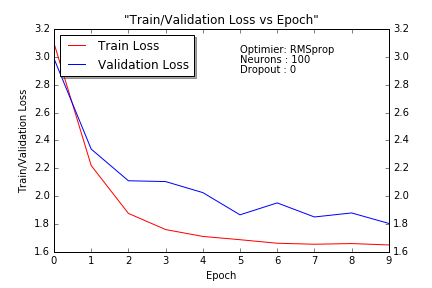 "Train/Validation Loss vs Epoch"
3.2
3.0
2.8
2.6
2.4
2.2
2.0
1.8
1.6
Train/Validation Loss
Train Loss
Validation Loss
Optimier: RMSprop
Neurons : 100
Dropout : 0
3.2
3.0
2.8
2.6
2.4
2.2
2.0
1.8
1.6
0 1 2 3 4 5 6 7 8 9
Epoch